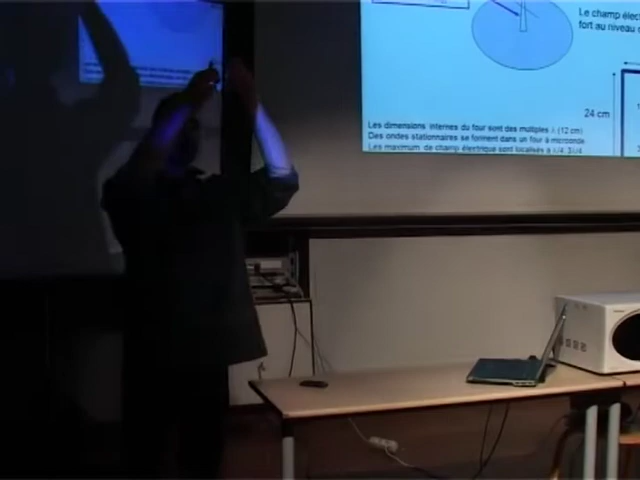 Le champ élec
fort au niveau
24 cm
Les dimensions internes du four sont des multiples λ (12 cm)
Des ondes stationnaires se forment dans un four à microonde
Les maximum de champ électrique sont localisés à λ/4, 3λ/4